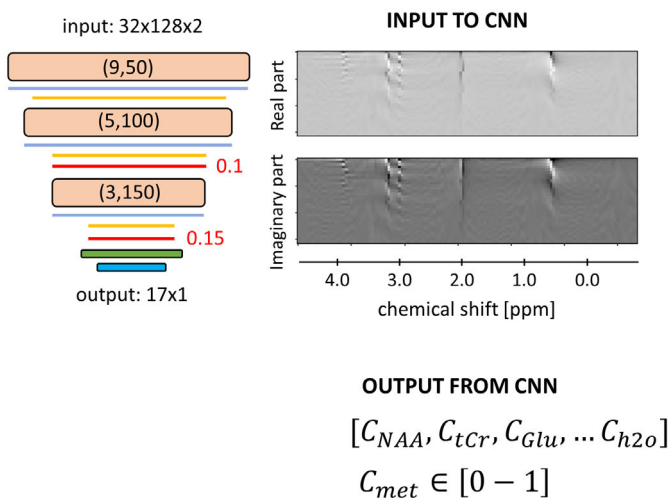 input: 32x128x2
(9,50)
(5,100)
0.1
(3,150)
0.15
output: 17x1
INPUT TO CNN
Real part
Imaginary part
4.0 3.0 2.0 1.0 0.0
chemical shift [ppm]
OUTPUT FROM CNN
[C_NAA, C_tCr, C_Glu, ... C_h2o]
C_met ∈ [0 − 1]